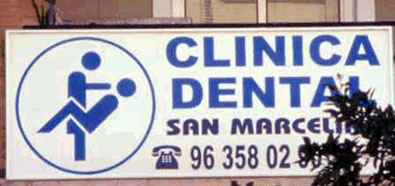 CLINICA
DENTAL
SAN
96 358 02